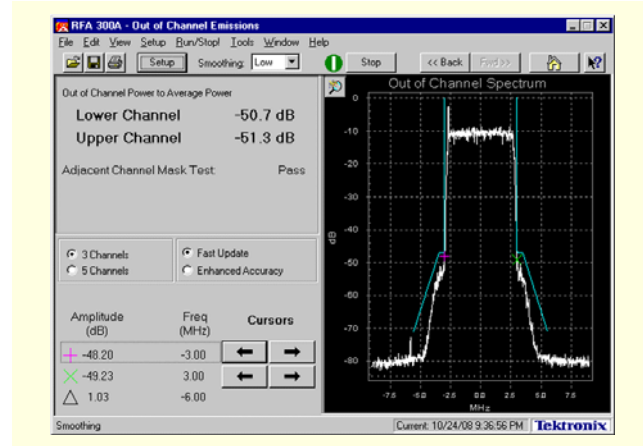 RFA 300A - Out of Channel Emissions
File Edit View Setup Run/Stop! Tools Window Help
Setup Smoothing: Low Stop << Back Fwd >>
Out of Channel Power to Average Power
Lower Channel -50.7 dB
Upper Channel -51.3 dB
Adjacent Channel Mask Test: Pass
3 Channels Fast Update
5 Channels Enhanced Accuracy
Amplitude (dB) Freq (MHz) Cursors
-48.20 -3.00
-49.23 3.00
1.03 -6.00
Out of Channel Spectrum
0
-10
-20
-30
-40
dB
-50
-60
-70
-80
-7.5 -5.0 -2.5 0.0 2.5 5.0 7.5
MHz
Smoothing Current: 10/24/08 9:36:56 PM Tektronix